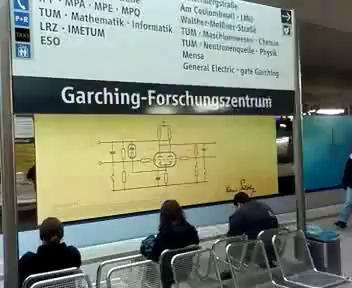 MPA · MPE · MPQ
TUM · Mathematik · Informatik
LRZ · IMETUM
ESO
P+R
TAXI
Am Coulombwall · LMU
Walther-Meißner-Straße
TUM · Maschinenwesen · Chemie
TUM · Neutronenquelle · Physik
Mensa
General Electric · gate Garching
Garching-Forschungszentrum